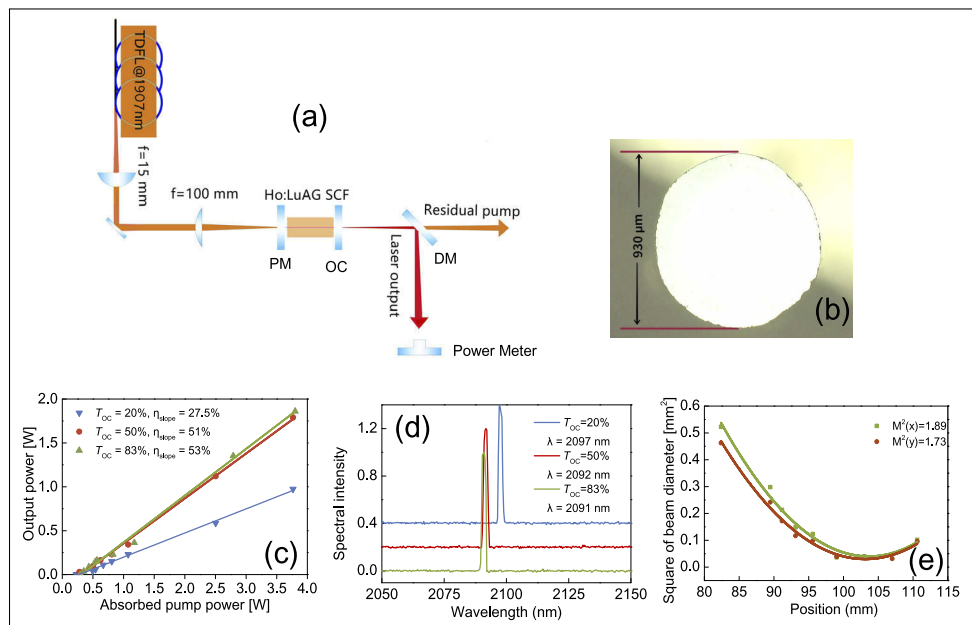 TDFL@1907nm
(a)
f=15 mm
f=100 mm
Ho:LuAG SCF
Residual pump
PM
OC
DM
Laser output
Power Meter
930 μm
(b)
2.0
1.5
1.0
0.5
0.0
Output power [W]
T_OC = 20%, η_slope = 27.5%
T_OC = 50%, η_slope = 51%
T_OC = 83%, η_slope = 53%
(c)
0.0 0.5 1.0 1.5 2.0 2.5 3.0 3.5 4.0
Absorbed pump power [W]
(d)
1.2
0.8
0.4
0.0
Spectral intensity
T_OC=20%
λ = 2097 nm
T_OC=50%
λ = 2092 nm
T_OC=83%
λ = 2091 nm
2050 2075 2100 2125 2150
Wavelength (nm)
0.6
0.5
0.4
0.3
0.2
0.1
0.0
Square of beam diameter [mm²]
M²(x)=1.89
M²(y)=1.73
(e)
80 85 90 95 100 105 110 115
Position (mm)